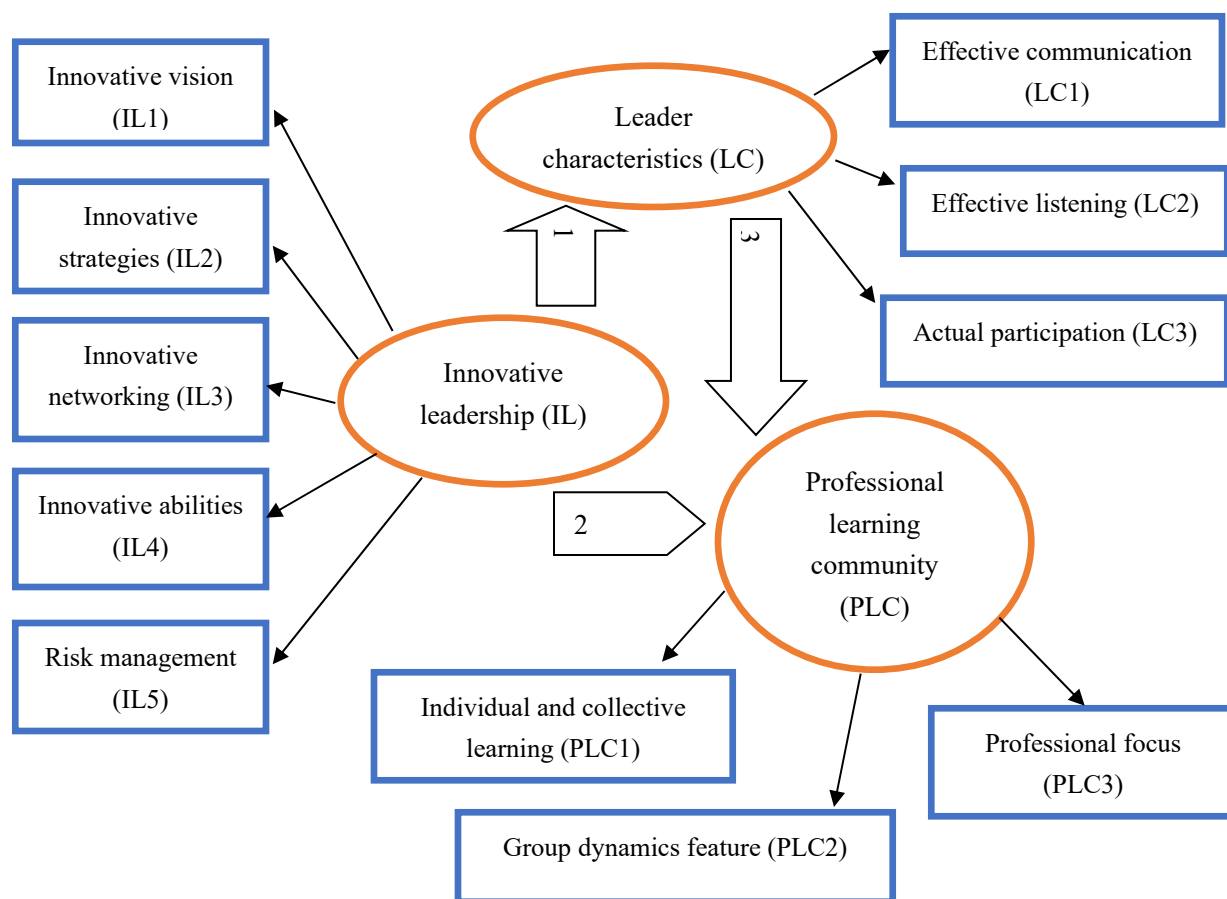 Innovative vision
(IL1)
Innovative
strategies (IL2)
Innovative
networking (IL3)
Innovative abilities
(IL4)
Risk management
(IL5)
Leader
characteristics (LC)
1
3
Innovative
leadership (IL)
2
Effective communication
(LC1)
Effective listening (LC2)
Actual participation (LC3)
Professional
learning
community
(PLC)
Individual and collective
learning (PLC1)
Group dynamics feature (PLC2)
Professional focus
(PLC3)